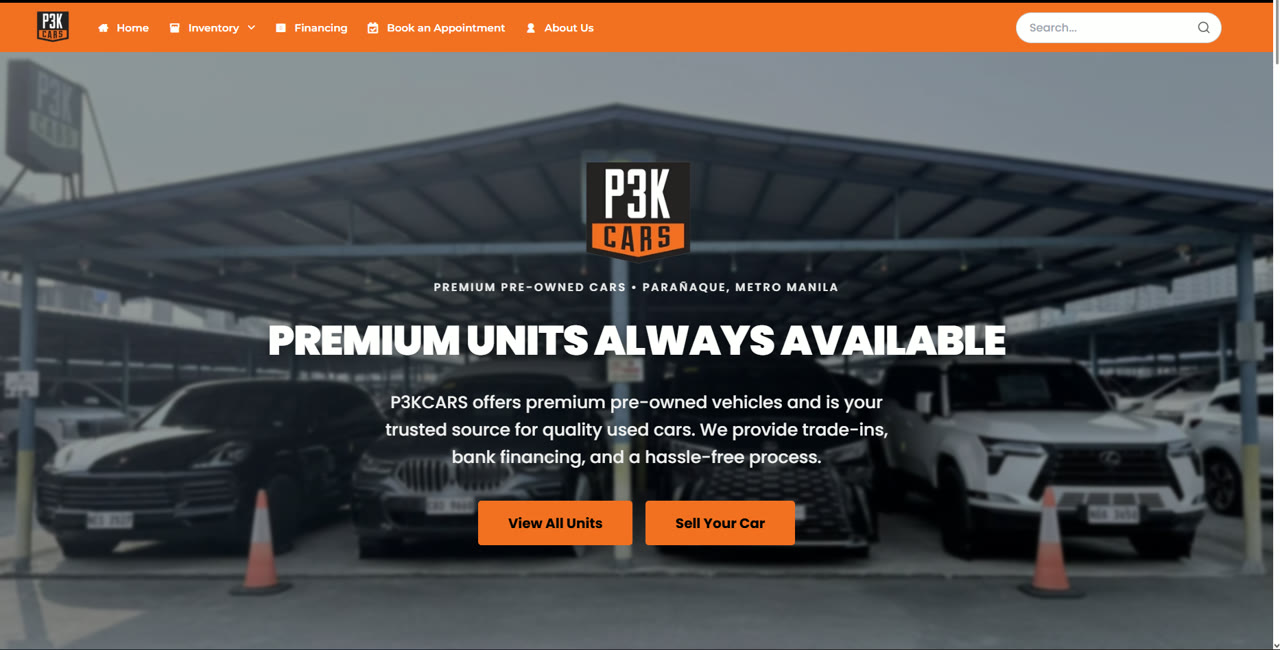 P3K
CARS
Home
Inventory
Financing
Book an Appointment
About Us
Search...
P3K
CARS
P3K
CARS
PREMIUM PRE-OWNED CARS • PARAÑAQUE, METRO MANILA
PREMIUM UNITS ALWAYS AVAILABLE
P3KCARS offers premium pre-owned vehicles and is your
trusted source for quality used cars. We provide trade-ins,
bank financing, and a hassle-free process.
View All Units
Sell Your Car